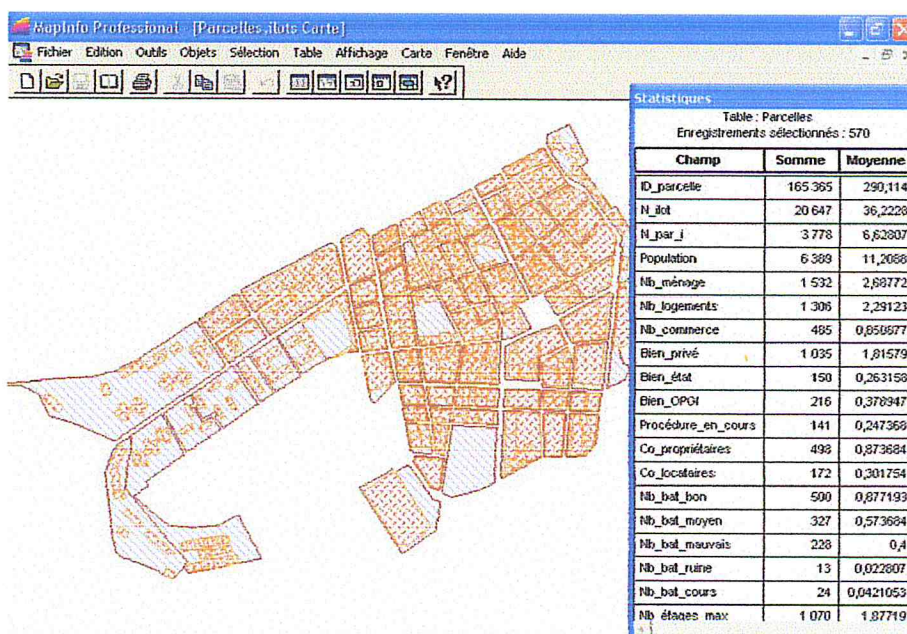 MapInfo Professional - [Parcelles,ilots Carte]
Fichier Edition Outils Objets Sélection Table Affichage Carte Fenêtre Aide
Statistiques
Table : Parcelles
Enregistrements sélectionnés : 570
Champ Somme Moyenne
ID_parcelle 165 365 290,114
N_ilot 20 647 36,2228
N_par_i 3 778 6,62807
Population 6 389 11,2088
Nb_ménage 1 532 2,68772
Nb_logements 1 306 2,29123
Nb_commerce 485 0,850877
Bien_privé 1 035 1,81579
Bien_état 150 0,263158
Bien_OPGI 216 0,378947
Procédure_en_cours 141 0,247368
Co_propriétaires 498 0,873684
Co_locataires 172 0,301754
Nb_bat_bon 500 0,877193
Nb_bat_moyen 327 0,573684
Nb_bat_mauvais 228 0,4
Nb_bat_ruine 13 0,022807
Nb_bat_cours 24 0,0421053
Nb_étages_max 1 070 1,87719